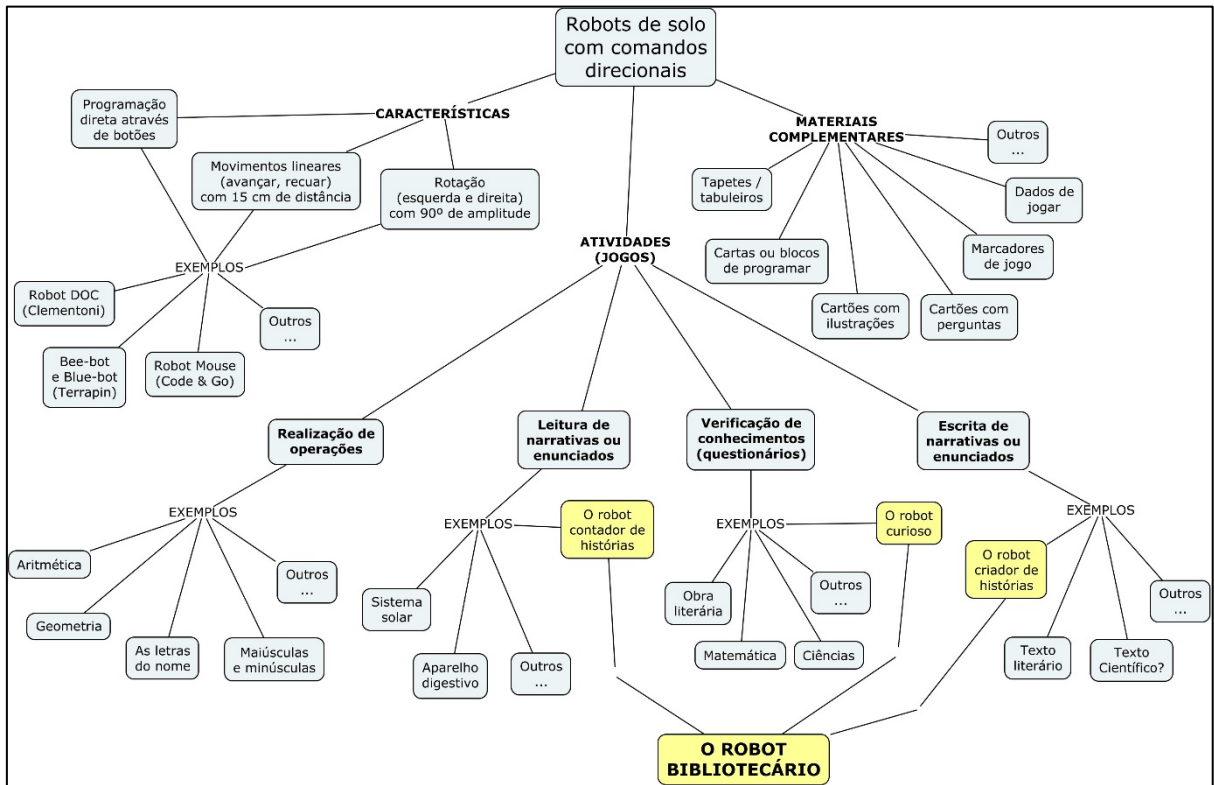 Robots de solo
com comandos
direcionais
CARACTERÍSTICAS
Programação
direta através
de botões
Movimentos lineares
(avançar, recuar)
com 15 cm de distância
Rotação
(esquerda e direita)
com 90º de amplitude
EXEMPLOS
Robot DOC
(Clementoni)
Bee-bot
e Blue-bot
(Terrapin)
Robot Mouse
(Code & Go)
Outros
...
MATERIAIS
COMPLEMENTARES
Tapetes /
tabuleiros
Cartas ou blocos
de programar
Cartões com
ilustrações
Cartões com
perguntas
Marcadores
de jogo
Dados de
jogar
Outros
...
ATIVIDADES
(JOGOS)
Realização de
operações
EXEMPLOS
Aritmética
Geometria
As letras
do nome
Maiúsculas
e minúsculas
Outros
...
Leitura de
narrativas ou
enunciados
EXEMPLOS
Sistema
solar
Aparelho
digestivo
Outros
...
O robot
contador de
histórias
Verificação de
conhecimentos
(questionários)
EXEMPLOS
Obra
literária
Matemática
Ciências
Outros
...
O robot
curioso
Escrita de
narrativas ou
enunciados
EXEMPLOS
O robot
criador de
histórias
Texto
literário
Texto
Científico?
Outros
...
O ROBOT
BIBLIOTECÁRIO